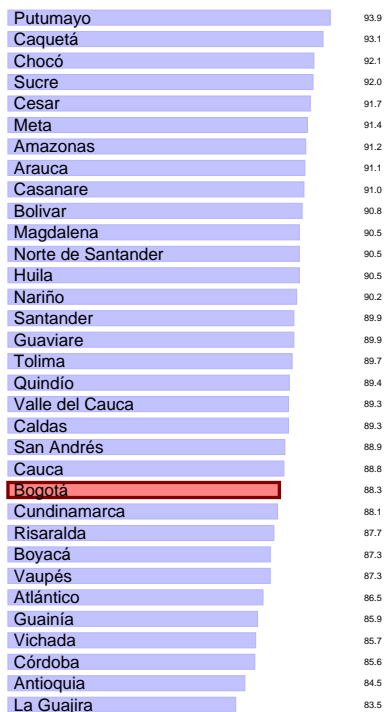 Putumayo 93.9
Caquetá 93.1
Chocó 92.1
Sucre 92.0
Cesar 91.7
Meta 91.4
Amazonas 91.2
Arauca 91.1
Casanare 91.0
Bolivar 90.8
Magdalena 90.5
Norte de Santander 90.5
Huila 90.5
Nariño 90.2
Santander 89.9
Guaviare 89.9
Tolima 89.7
Quindío 89.4
Valle del Cauca 89.3
Caldas 89.3
San Andrés 88.9
Cauca 88.8
Bogotá 88.3
Cundinamarca 88.1
Risaralda 87.7
Boyacá 87.3
Vaupés 87.3
Atlántico 86.5
Guainía 85.9
Vichada 85.7
Córdoba 85.6
Antioquia 84.5
La Guajira 83.5